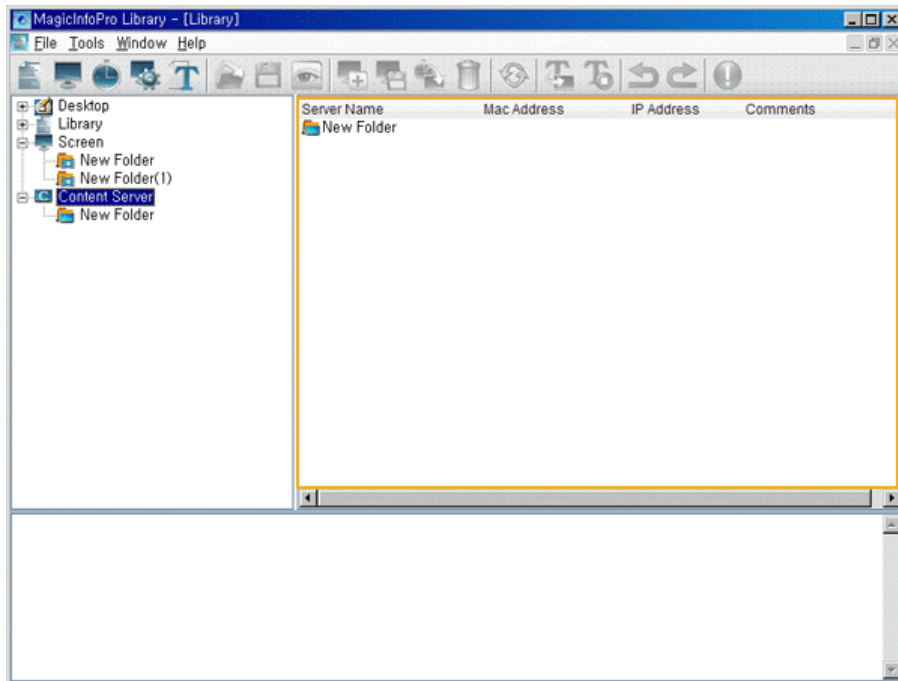 MagicInfoPro Library - [Library]
File Tools Window Help
Desktop
Library
Screen
New Folder
New Folder(1)
Content Server
New Folder
Server Name Mac Address IP Address Comments
New Folder